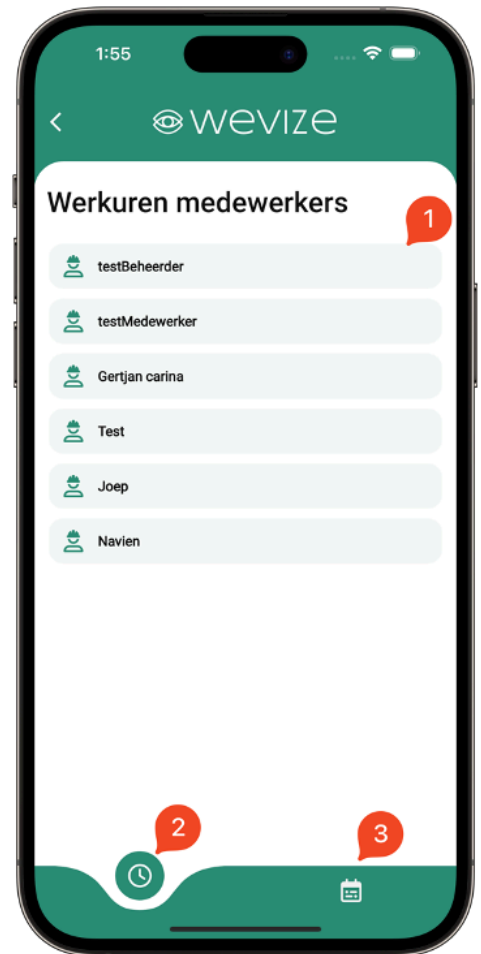 1:55
wevize
Werkuren medewerkers
1
testBeheerder
testMedewerker
Gertjan carina
Test
Joep
Navien
2
3